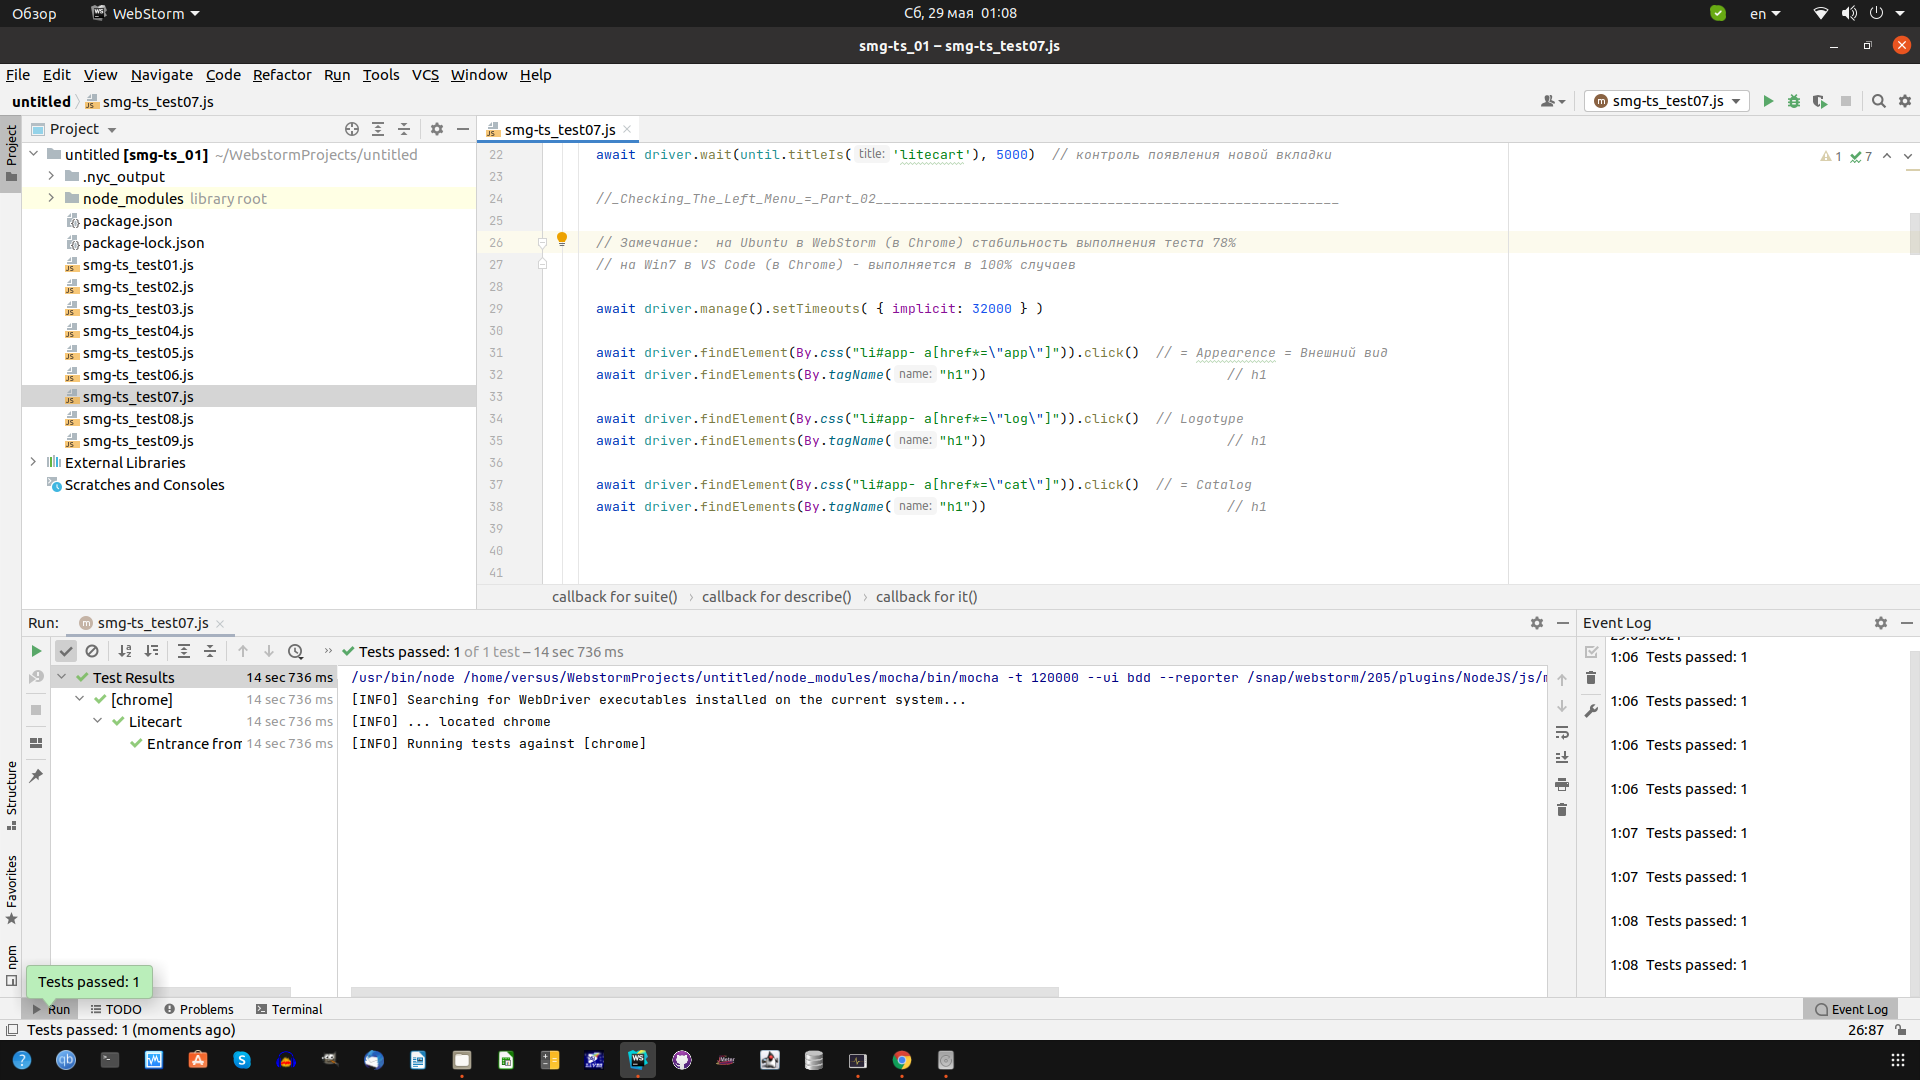 Обзор
WebStorm
Сб, 29 мая 01:08
en
smg-ts_01 – smg-ts_test07.js
File Edit View Navigate Code Refactor Run Tools VCS Window Help
untitled
smg-ts_test07.js
smg-ts_test07.js
Project
Project
untitled [smg-ts_01] ~/WebstormProjects/untitled
.nyc_output
node_modules library root
package.json
package-lock.json
smg-ts_test01.js
smg-ts_test02.js
smg-ts_test03.js
smg-ts_test04.js
smg-ts_test05.js
smg-ts_test06.js
smg-ts_test07.js
smg-ts_test08.js
smg-ts_test09.js
External Libraries
Scratches and Consoles
smg-ts_test07.js
1 7
22 await driver.wait(until.titleIs( title: 'litecart'), 5000) // контроль появления новой вкладки
23
24 //_Checking_The_Left_Menu_=_Part_02__________________________________________________________
25
26 // Замечание: на Ubuntu в WebStorm (в Chrome) стабильность выполнения теста 78%
27 // на Win7 в VS Code (в Chrome) - выполняется в 100% случаев
28
29 await driver.manage().setTimeouts( { implicit: 32000 } )
30
31 await driver.findElement(By.css("li#app- a[href*=\"app\"]")).click() // = Appearence = Внешний вид
32 await driver.findElements(By.tagName( name: "h1")) // h1
33
34 await driver.findElement(By.css("li#app- a[href*=\"log\"]")).click() // Logotype
35 await driver.findElements(By.tagName( name: "h1")) // h1
36
37 await driver.findElement(By.css("li#app- a[href*=\"cat\"]")).click() // = Catalog
38 await driver.findElements(By.tagName( name: "h1")) // h1
39
40
41
callback for suite() › callback for describe() › callback for it()
Run: smg-ts_test07.js
Tests passed: 1 of 1 test – 14 sec 736 ms
Test Results 14 sec 736 ms
[chrome] 14 sec 736 ms
Litecart 14 sec 736 ms
Entrance from 14 sec 736 ms
/usr/bin/node /home/versus/WebstormProjects/untitled/node_modules/mocha/bin/mocha -t 120000 --ui bdd --reporter /snap/webstorm/205/plugins/NodeJS/js/m
[INFO] Searching for WebDriver executables installed on the current system...
[INFO] ... located chrome
[INFO] Running tests against [chrome]
Event Log
29.05.2021
1:06 Tests passed: 1
1:06 Tests passed: 1
1:06 Tests passed: 1
1:06 Tests passed: 1
1:07 Tests passed: 1
1:07 Tests passed: 1
1:08 Tests passed: 1
1:08 Tests passed: 1
Structure
Favorites
npm
Tests passed: 1
Run TODO Problems Terminal
Event Log
Tests passed: 1 (moments ago)
26:87